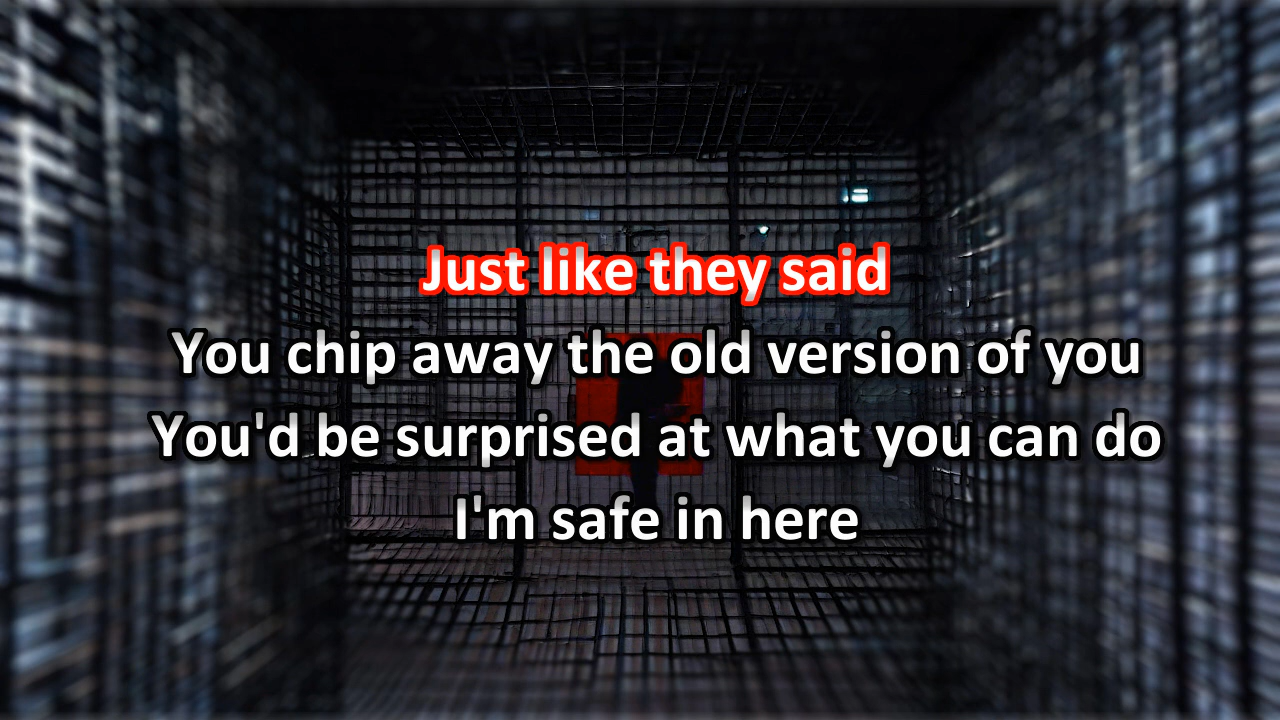 Just like they said
You chip away the old version of you
You'd be surprised at what you can do
I'm safe in here